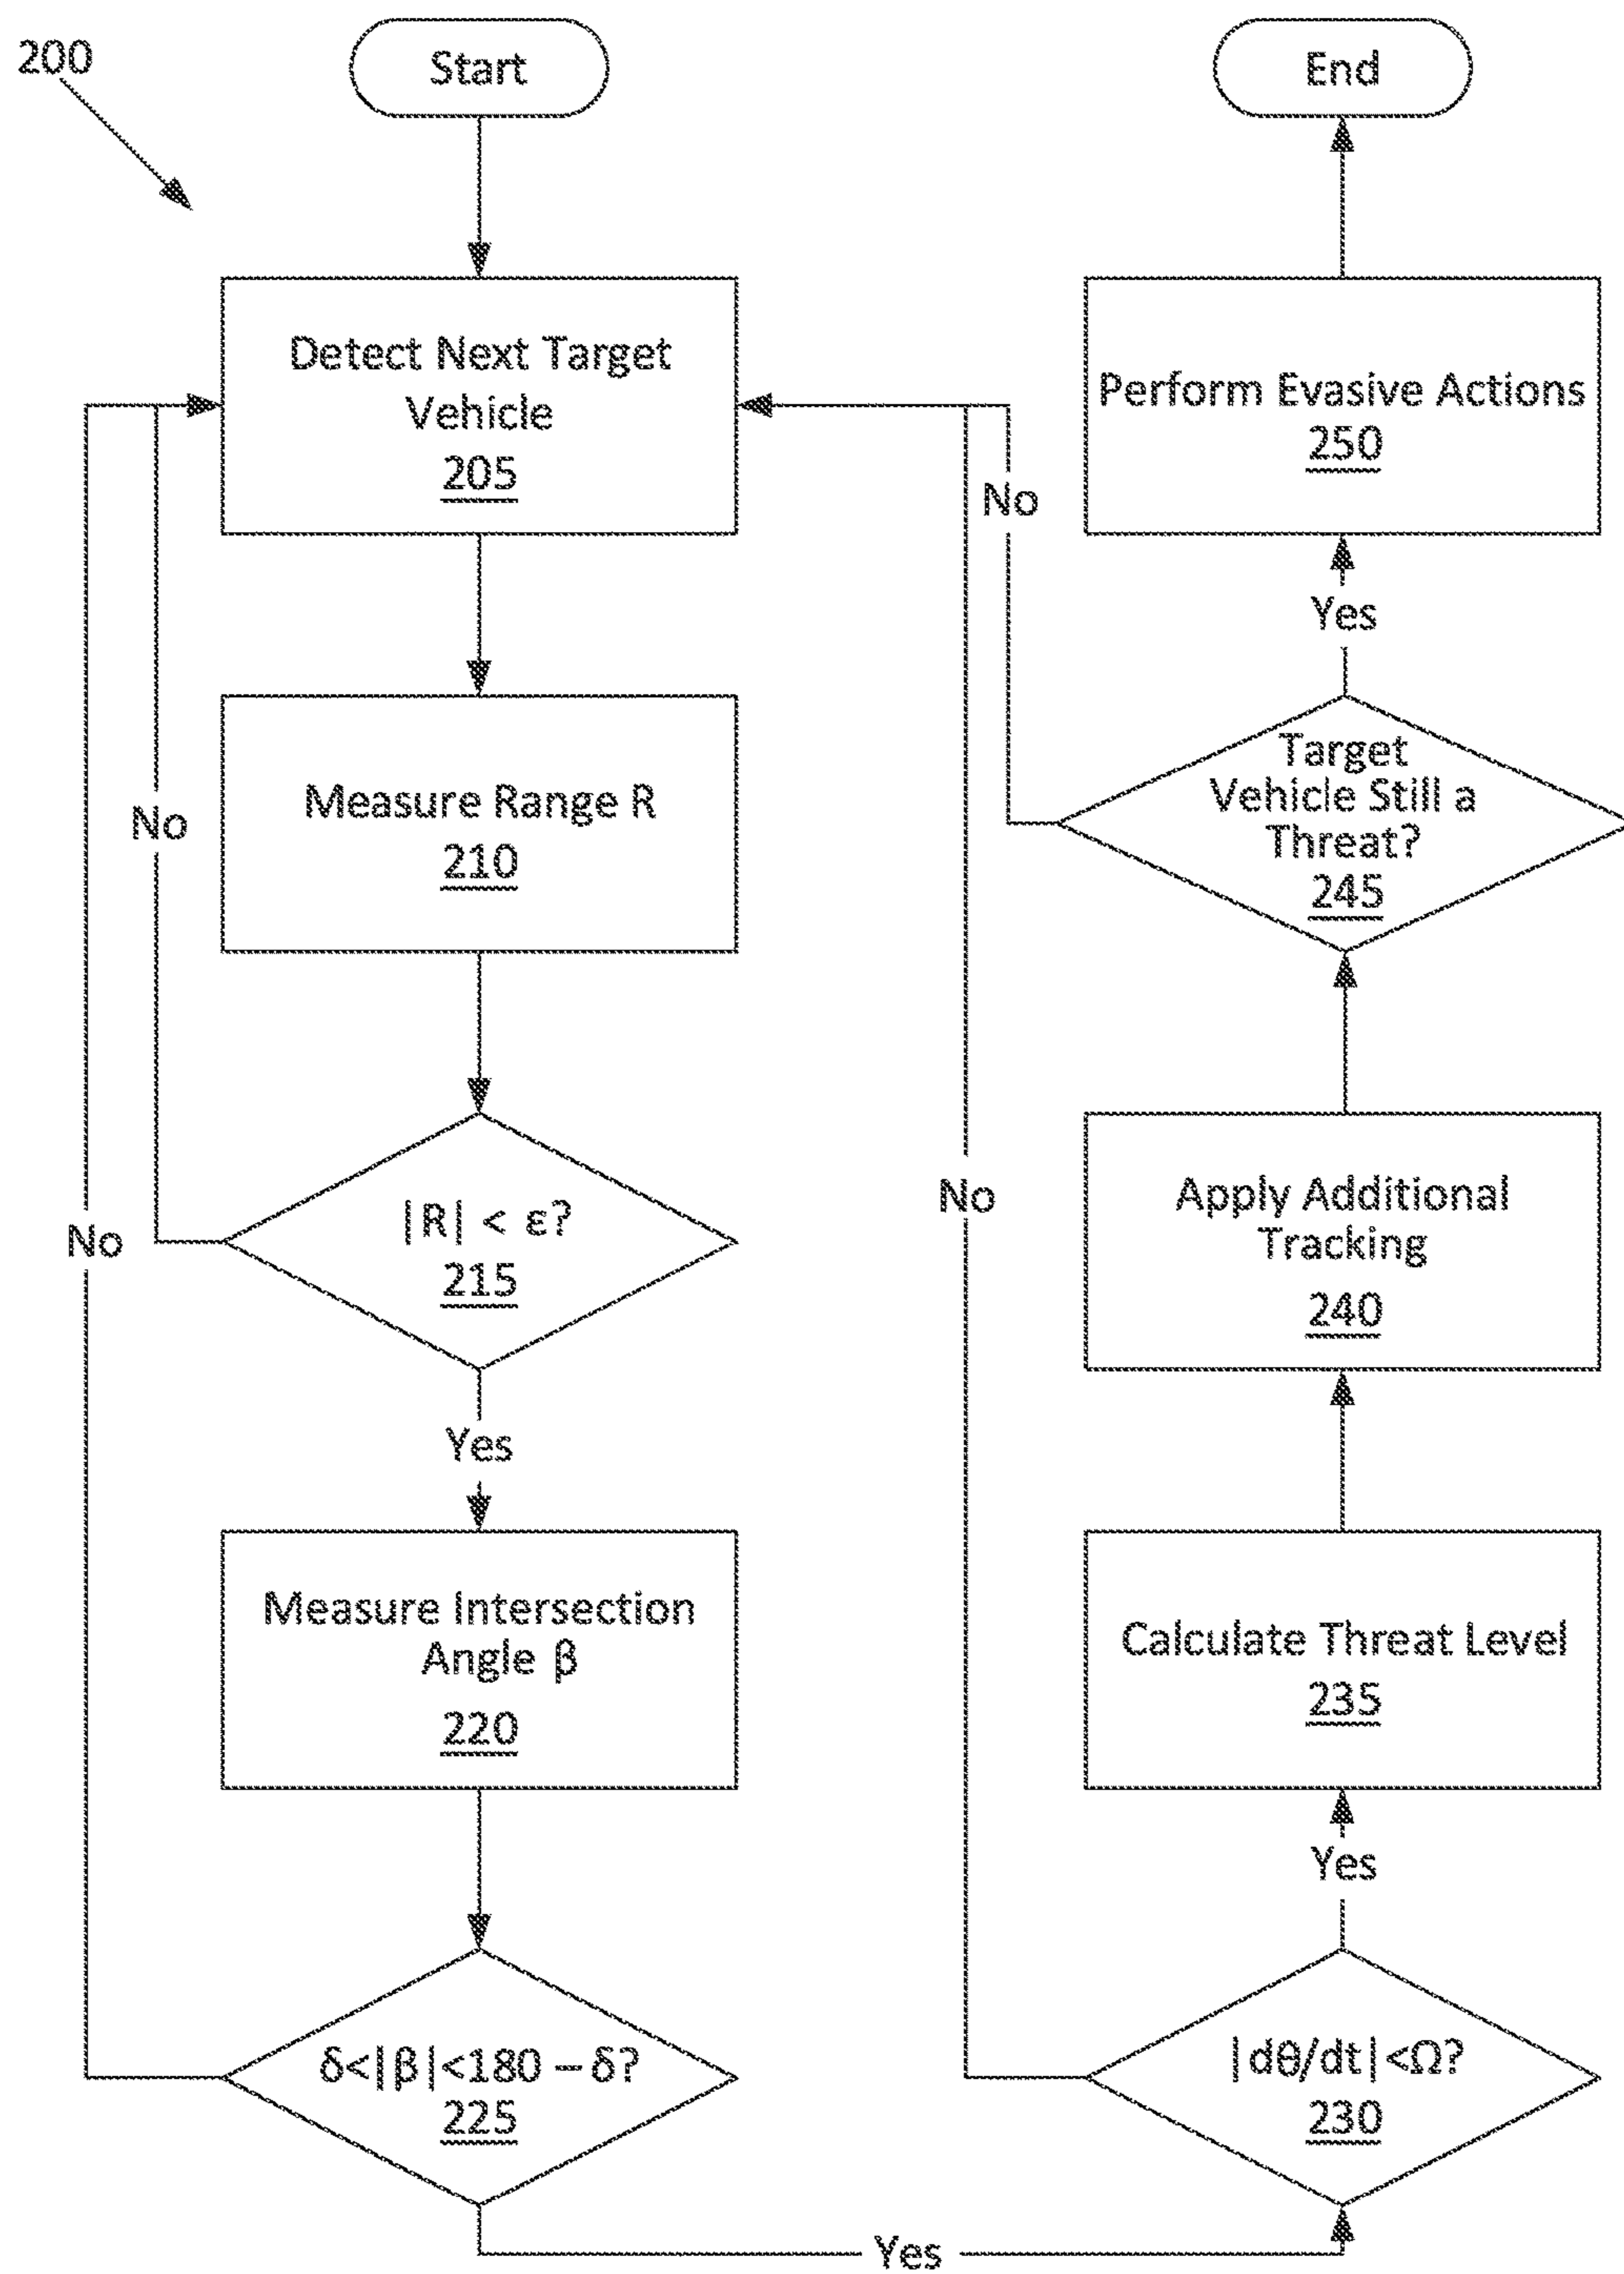 200
Start
Detect Next Target
Vehicle
205
Measure Range R
210
No
|R| < ε?
215
No
Yes
Measure Intersection
Angle β
220
δ<|β|<180 – δ?
225
Yes
End
Perform Evasive Actions
250
No
Yes
Target
Vehicle Still a
Threat?
245
No
Apply Additional
Tracking
240
Calculate Threat Level
235
Yes
|dθ/dt|<Ω?
230